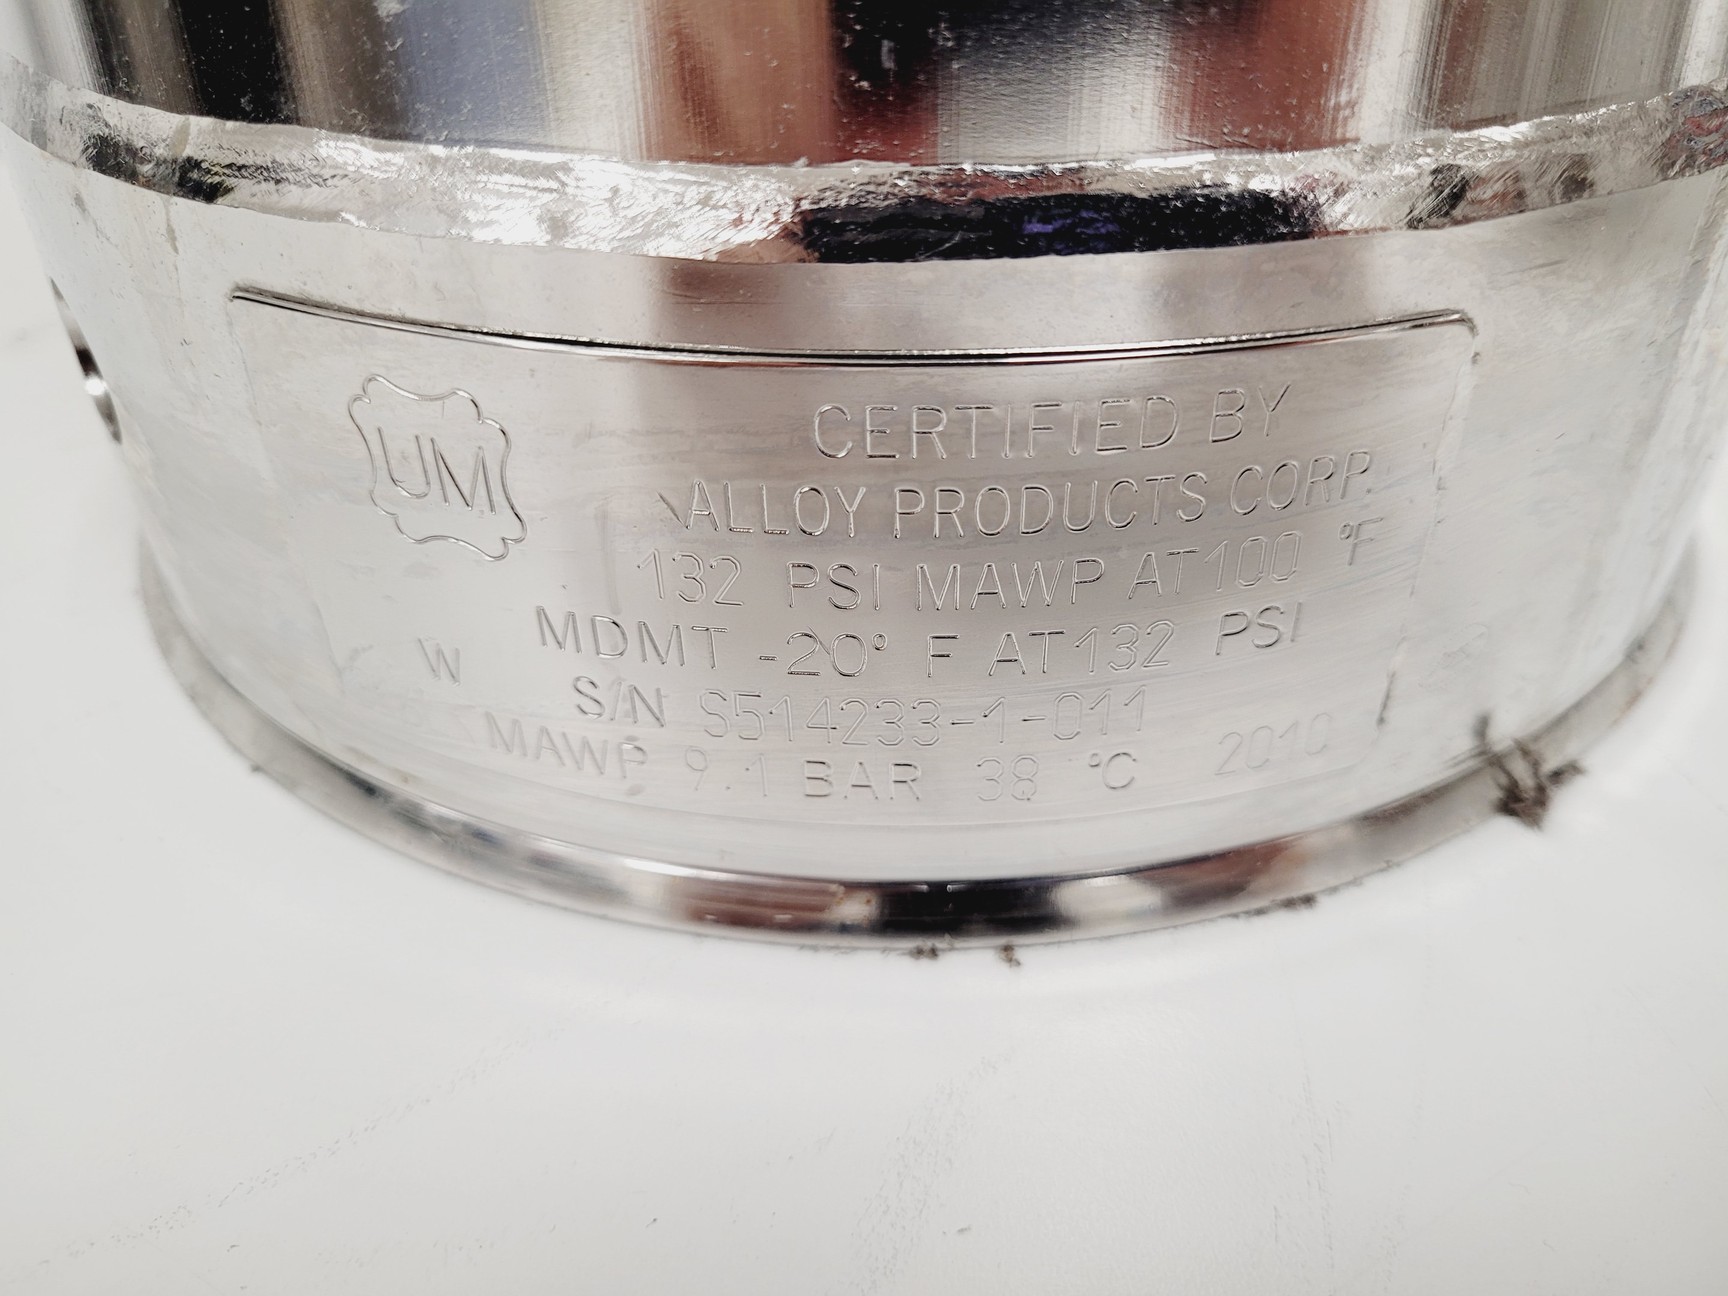 UM
CERTIFIED BY
ALLOY PRODUCTS CORP.
132 PSI MAWP AT 100 °F
MDMT -20° F AT 132 PSI
W
S/N S514233-1-011
MAWP 9.1 BAR 38 °C 2010